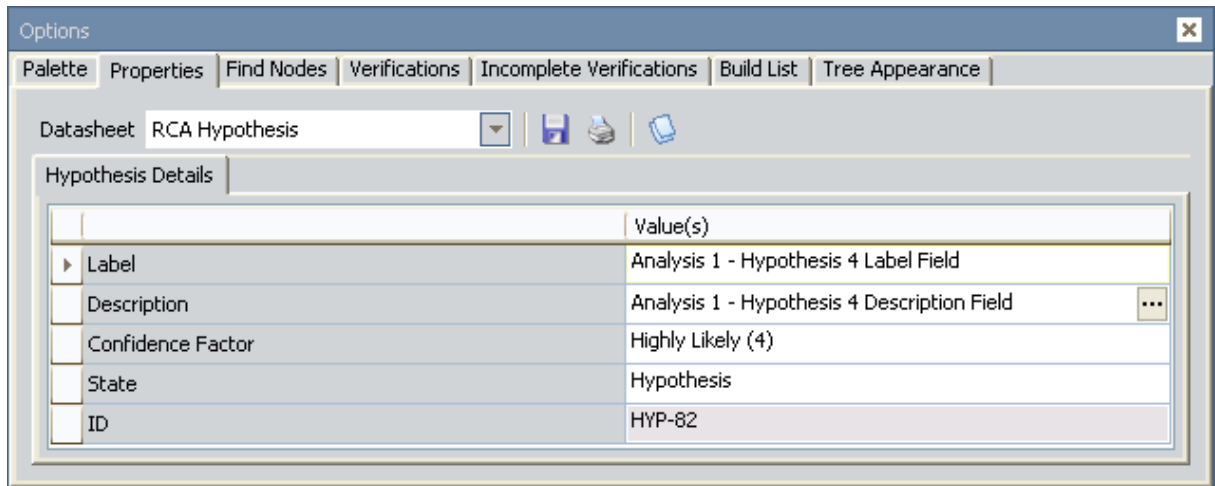 Options
Palette Properties Find Nodes Verifications Incomplete Verifications Build List Tree Appearance
Datasheet RCA Hypothesis
Hypothesis Details
Value(s)
Label Analysis 1 - Hypothesis 4 Label Field
Description Analysis 1 - Hypothesis 4 Description Field ...
Confidence Factor Highly Likely (4)
State Hypothesis
ID HYP-82